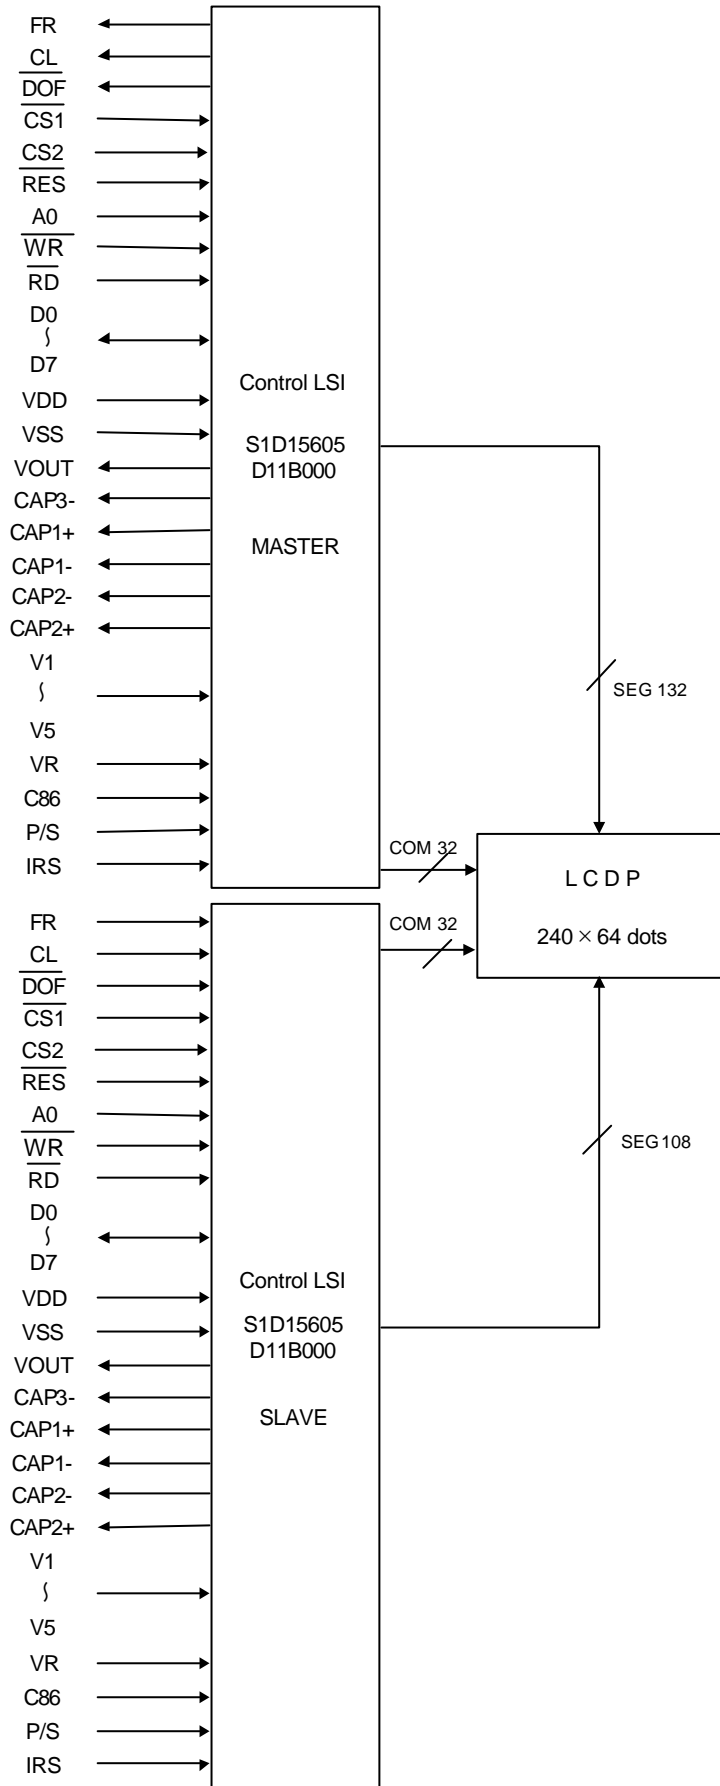 FR
CL
DOF
CS1
CS2
RES
A0
WR
RD
D0
~
D7
VDD
VSS
VOUT
CAP3-
CAP1+
CAP1-
CAP2-
CAP2+
V1
~
V5
VR
C86
P/S
IRS
Control LSI
S1D15605
D11B000
MASTER
SEG 132
COM 32
L C D P
240 × 64 dots
COM 32
SEG 108
FR
CL
DOF
CS1
CS2
RES
A0
WR
RD
D0
~
D7
VDD
VSS
VOUT
CAP3-
CAP1+
CAP1-
CAP2-
CAP2+
V1
~
V5
VR
C86
P/S
IRS
Control LSI
S1D15605
D11B000
SLAVE